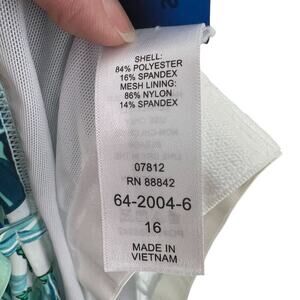 SHELL:
84% POLYESTER
16% SPANDEX
MESH LINING:
86% NYLON
14% SPANDEX
07812
RN 88842
64-2004-6
16
MADE IN
VIETNAM